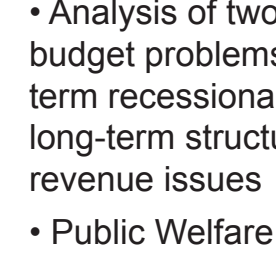 • Analysis of two
budget problems
term recessiona
long-term structu
revenue issues
• Public Welfare